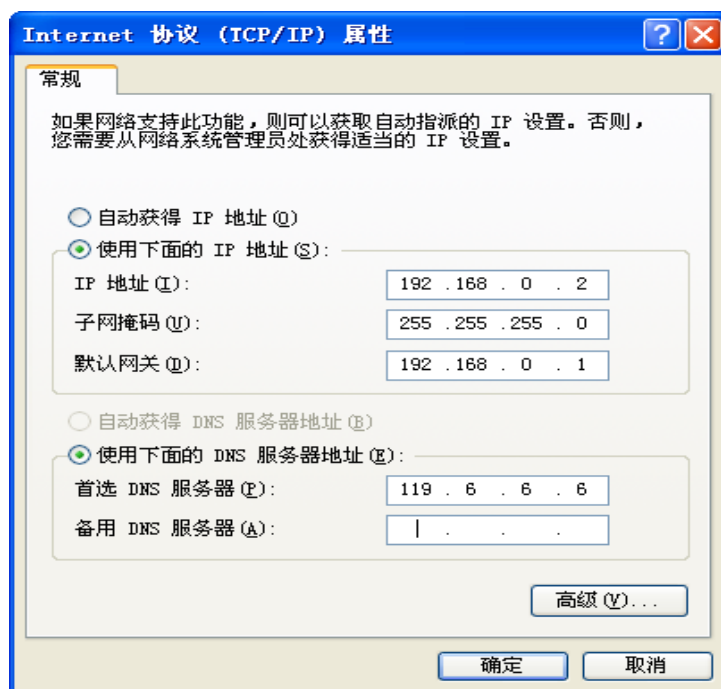 Internet 协议 (TCP/IP) 属性
常规
如果网络支持此功能，则可以获取自动指派的 IP 设置。否则，
您需要从网络系统管理员处获得适当的 IP 设置。
自动获得 IP 地址(O)
使用下面的 IP 地址(S):
IP 地址(I): 192 .168 . 0 . 2
子网掩码(U): 255 .255 .255 . 0
默认网关(D): 192 .168 . 0 . 1
自动获得 DNS 服务器地址(B)
使用下面的 DNS 服务器地址(E):
首选 DNS 服务器(P): 119 . 6 . 6 . 6
备用 DNS 服务器(A): . . .
高级(V)...
确定 取消